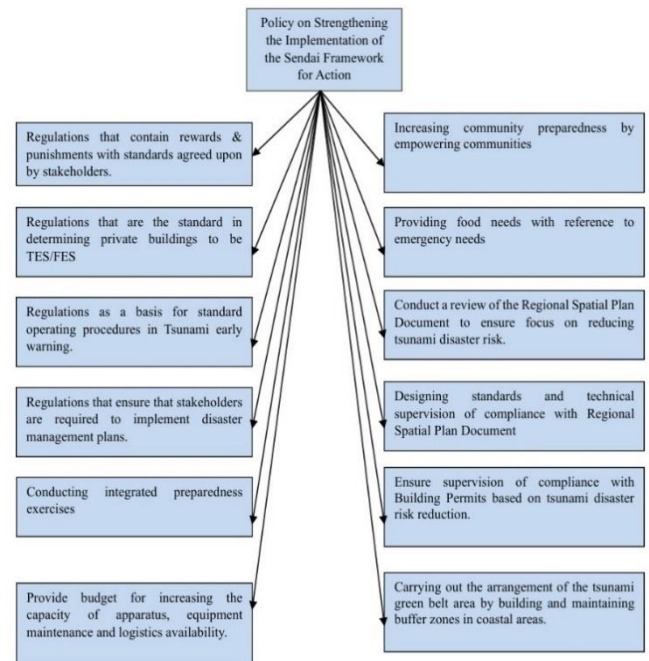 Policy on Strengthening
the Implementation of
the Sendai Framework
for Action
Regulations that contain rewards &
punishments with standards agreed upon
by stakeholders.
Regulations that are the standard in
determining private buildings to be
TES/FES
Regulations as a basis for standard
operating procedures in Tsunami early
warning.
Regulations that ensure that stakeholders
are required to implement disaster
management plans.
Conducting integrated preparedness
exercises
Provide budget for increasing the
capacity of apparatus, equipment
maintenance and logistics availability.
Increasing community preparedness by
empowering communities
Providing food needs with reference to
emergency needs
Conduct a review of the Regional Spatial Plan
Document to ensure focus on reducing
tsunami disaster risk.
Designing standards and technical
supervision of compliance with Regional
Spatial Plan Document
Ensure supervision of compliance with
Building Permits based on tsunami disaster
risk reduction.
Carrying out the arrangement of the tsunami
green belt area by building and maintaining
buffer zones in coastal areas.